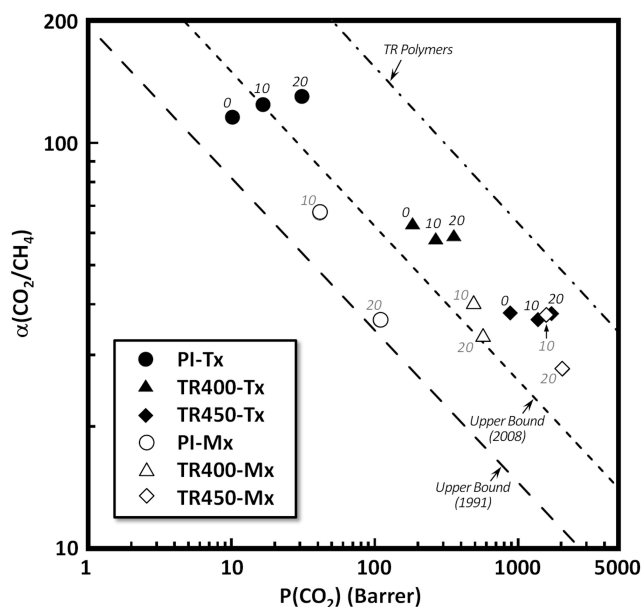 200
100
10
α(CO₂/CH₄)
TR Polymers
0 10 20
10
0 10 20
20
10
20
0 10 20
10
20
Upper Bound
(2008)
Upper Bound
(1991)
PI-Tx
TR400-Tx
TR450-Tx
PI-Mx
TR400-Mx
TR450-Mx
1 10 100 1000 5000
P(CO₂) (Barrer)